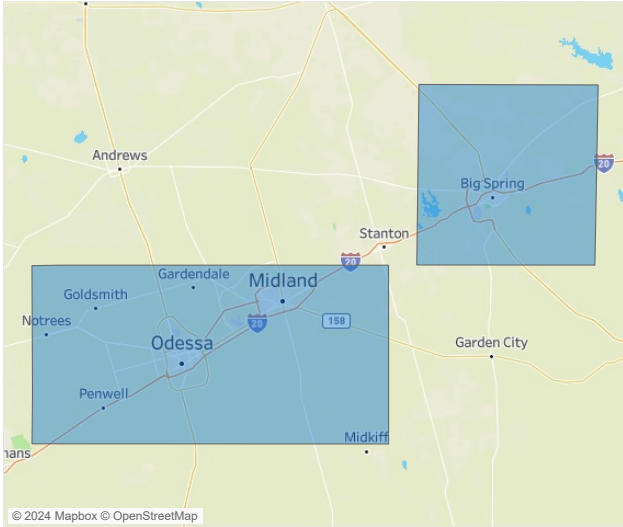 Andrews
20
Big Spring
Stanton
20
Gardendale
Midland
Goldsmith
Notrees
20
158
Odessa
Garden City
Penwell
Midkiff
hans
© 2024 Mapbox © OpenStreetMap